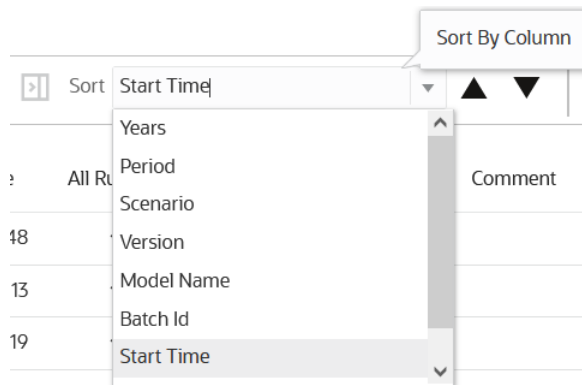 Sort By Column
Sort Start Time
Years
Period
All Ru Scenario Comment
Version
48
Model Name
13
Batch Id
19
Start Time